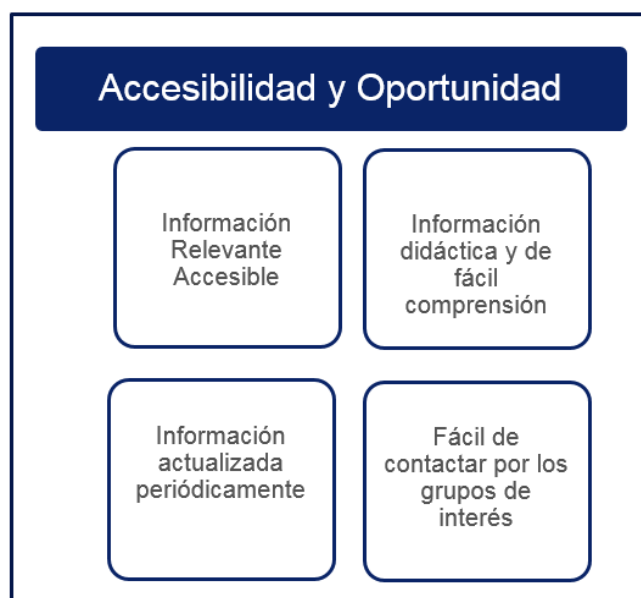 Accesibilidad y Oportunidad
Información
Relevante
Accesible
Información
didáctica y de
fácil
comprensión
Información
actualizada
periódicamente
Fácil de
contactar por los
grupos de
interés